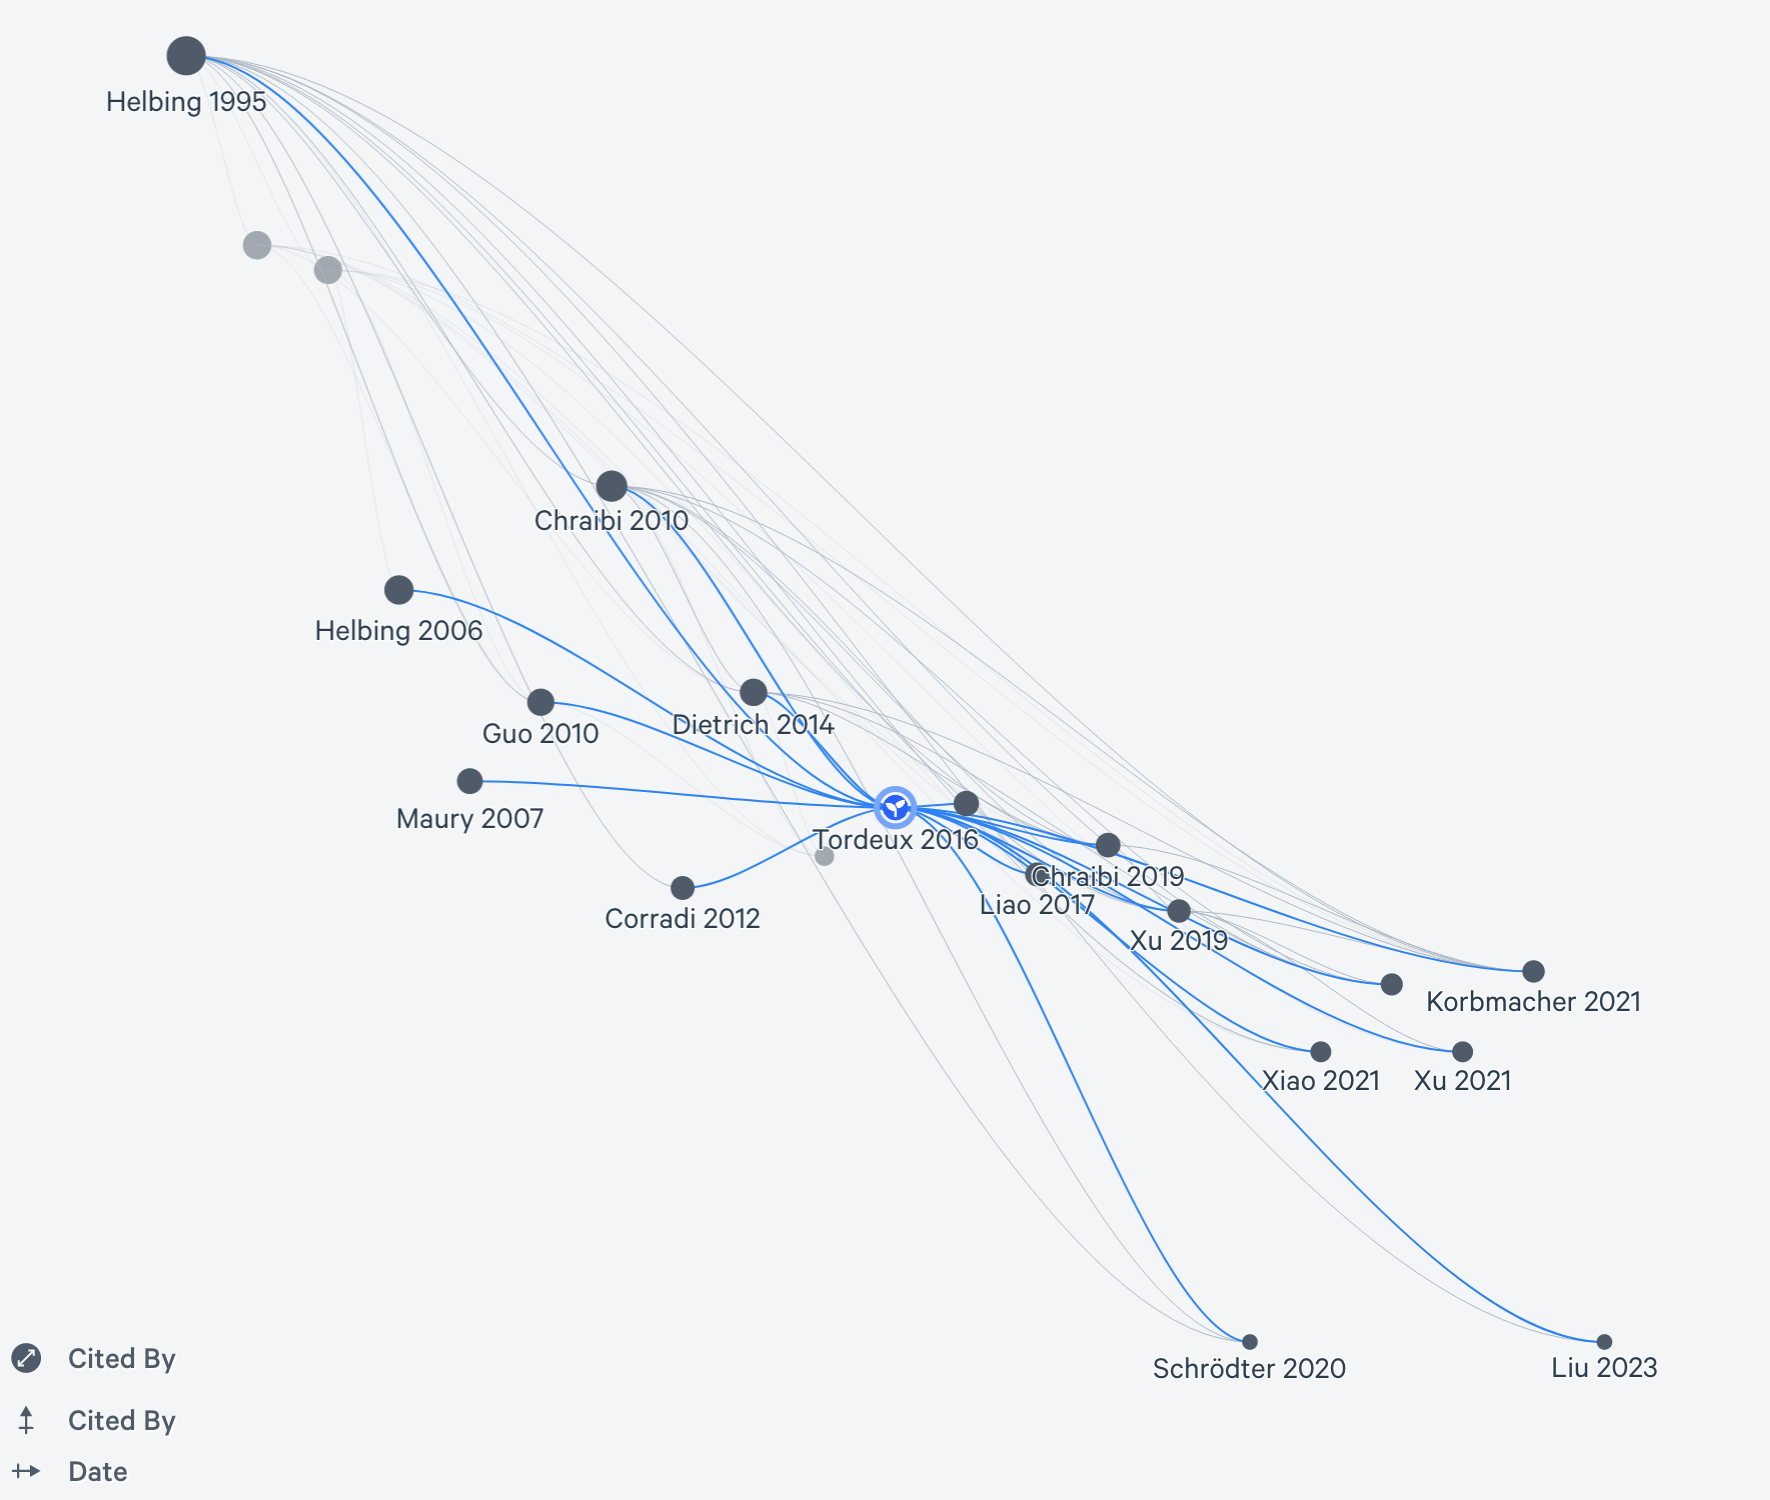 Helbing 1995
Chraibi 2010
Helbing 2006
Guo 2010
Dietrich 2014
Maury 2007
Tordeux 2016
Chraibi 2019
Liao 2017
Corradi 2012
Xu 2019
Korbmacher 2021
Xiao 2021
Xu 2021
Schrödter 2020
Liu 2023
Cited By
Cited By
Date